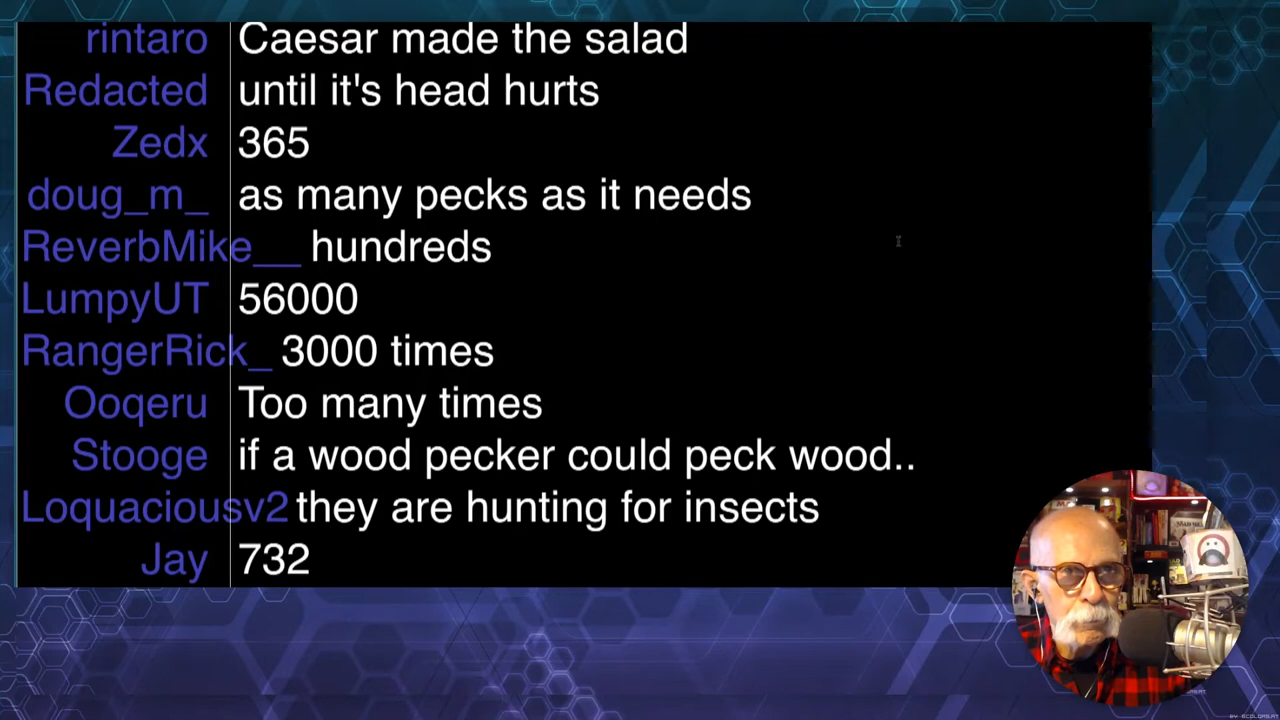 rintaro Caesar made the salad
Redacted until it's head hurts
Zedx 365
doug_m_ as many pecks as it needs
ReverbMike__ hundreds
LumpyUT 56000
RangerRick_ 3000 times
Ooqeru Too many times
Stooge if a wood pecker could peck wood..
Loquaciousv2 they are hunting for insects
Jay 732